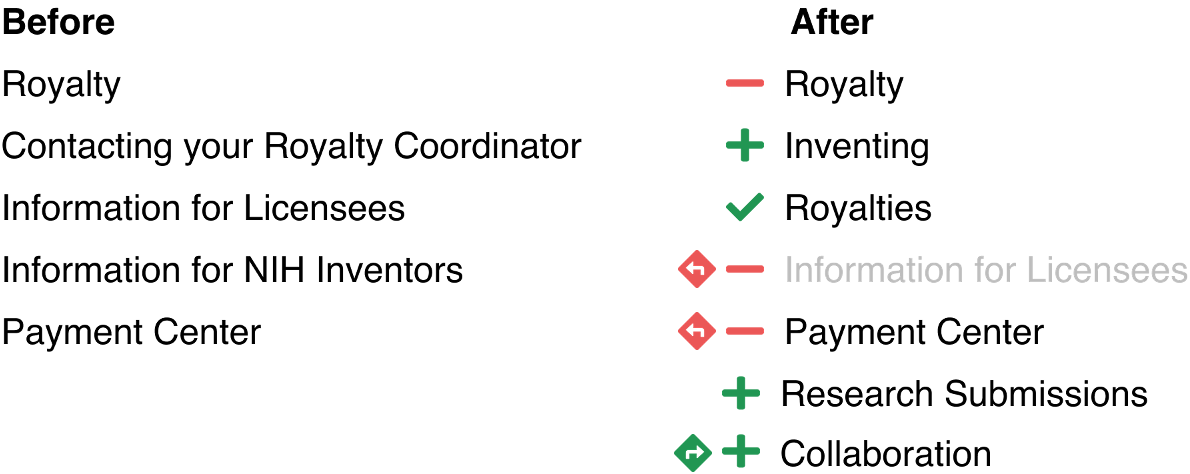 Before
Royalty
Contacting your Royalty Coordinator
Information for Licensees
Information for NIH Inventors
Payment Center
After
Royalty
Inventing
Royalties
Information for Licensees
Payment Center
Research Submissions
Collaboration